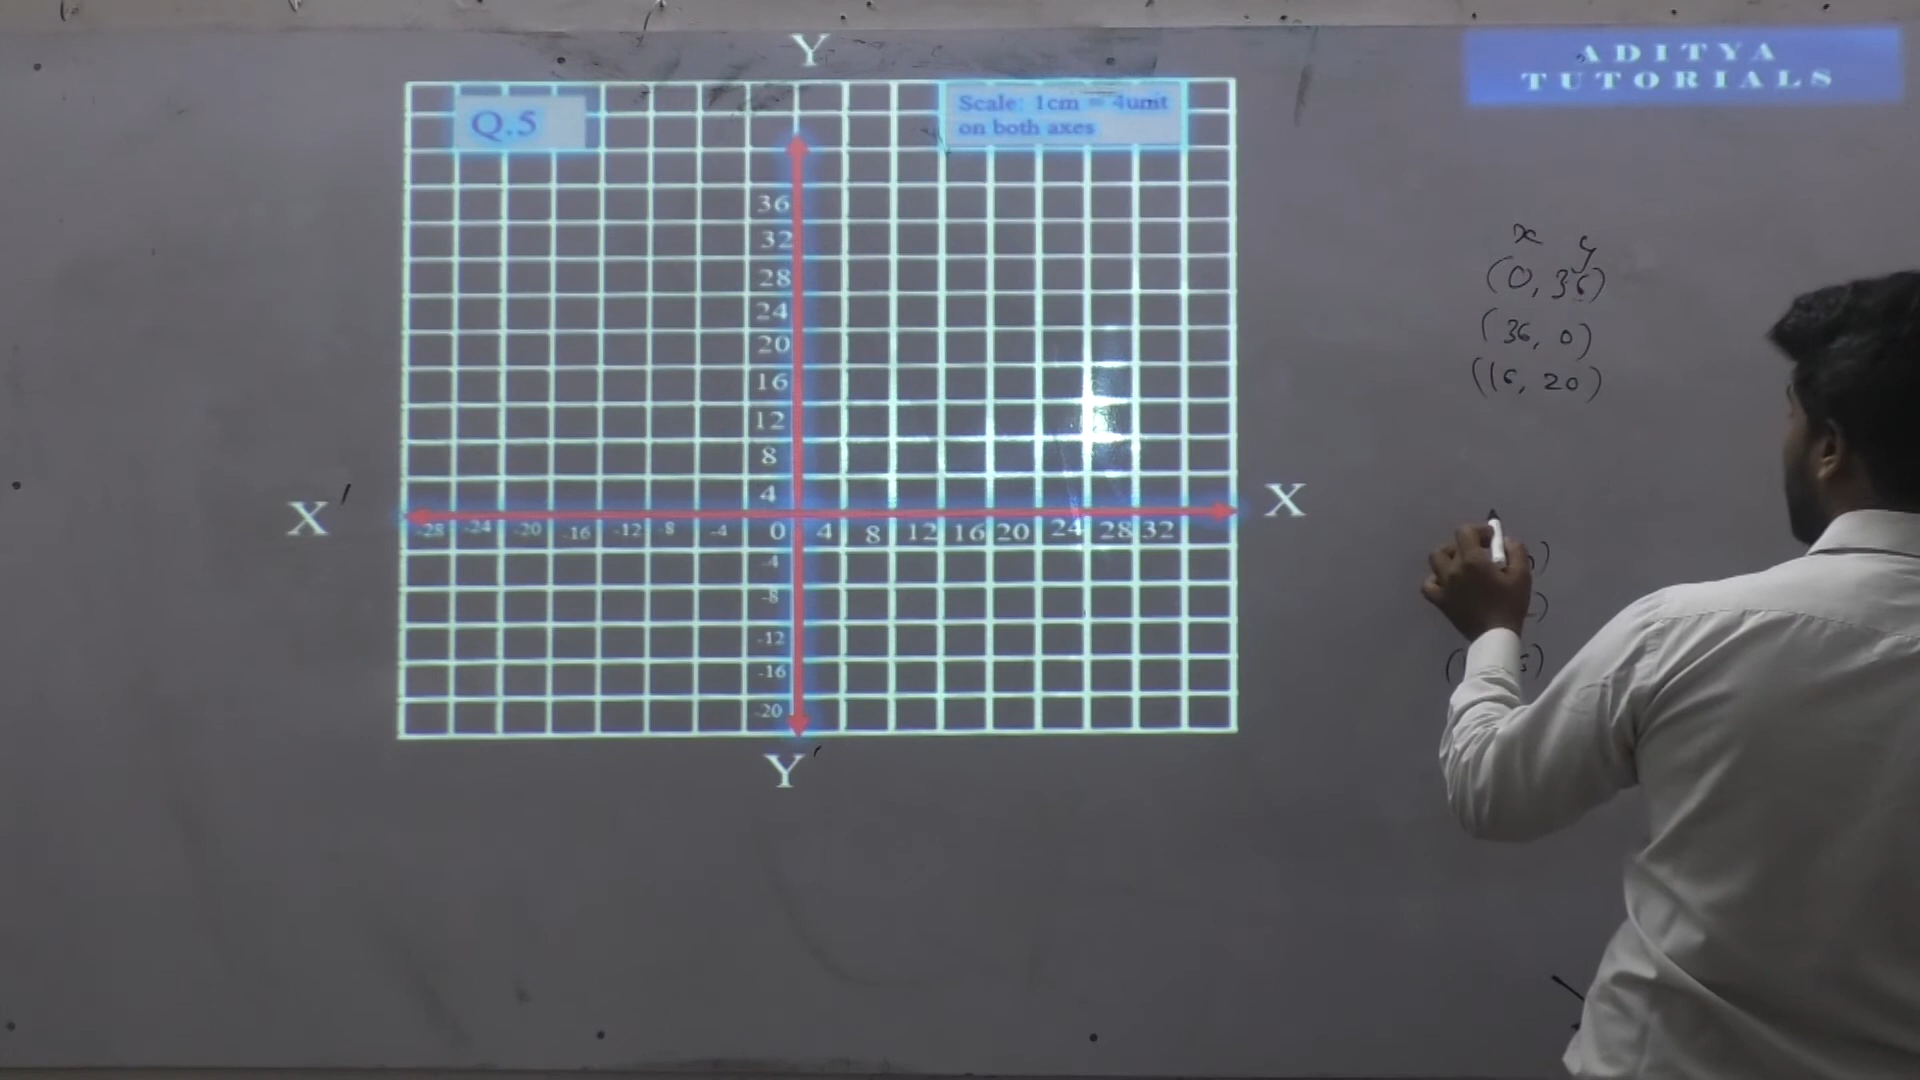 ADITYA
TUTORIALS
Y
Q.5
Scale: 1cm = 4unit
on both axes
36
32
28
24
20
16
12
8
4
X' X
-28 -24 -20 -16 -12 -8 -4 0 4 8 12 16 20 24 28 32
-4
-8
-12
-16
-20
Y'
x y
(0, 36)
(36, 0)
(16, 20)